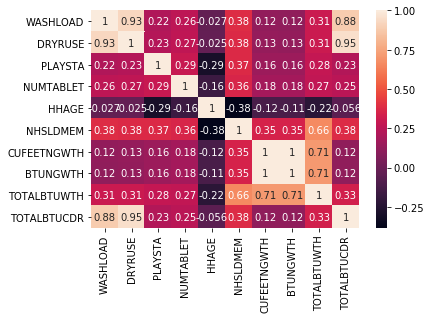 WASHLOAD 1 0.93 0.22 0.26 -0.027 0.38 0.12 0.12 0.31 0.88
DRYRUSE 0.93 1 0.23 0.27 -0.025 0.38 0.13 0.13 0.31 0.95
PLAYSTA 0.22 0.23 1 0.29 -0.29 0.37 0.16 0.16 0.28 0.23
NUMTABLET 0.26 0.27 0.29 1 -0.16 0.36 0.18 0.18 0.27 0.25
HHAGE -0.027 -0.025 -0.29 -0.16 1 -0.38 -0.12 -0.11 -0.22 -0.056
NHSLDMEM 0.38 0.38 0.37 0.36 -0.38 1 0.35 0.35 0.66 0.38
CUFEETNGWTH 0.12 0.13 0.16 0.18 -0.12 0.35 1 1 0.71 0.12
BTUNGWTH 0.12 0.13 0.16 0.18 -0.11 0.35 1 1 0.71 0.12
TOTALBTUWTH 0.31 0.31 0.28 0.27 -0.22 0.66 0.71 0.71 1 0.33
TOTALBTUCDR 0.88 0.95 0.23 0.25 -0.056 0.38 0.12 0.12 0.33 1
WASHLOAD
DRYRUSE
PLAYSTA
NUMTABLET
HHAGE
NHSLDMEM
CUFEETNGWTH
BTUNGWTH
TOTALBTUWTH
TOTALBTUCDR
1.00
0.75
0.50
0.25
0.00
−0.25